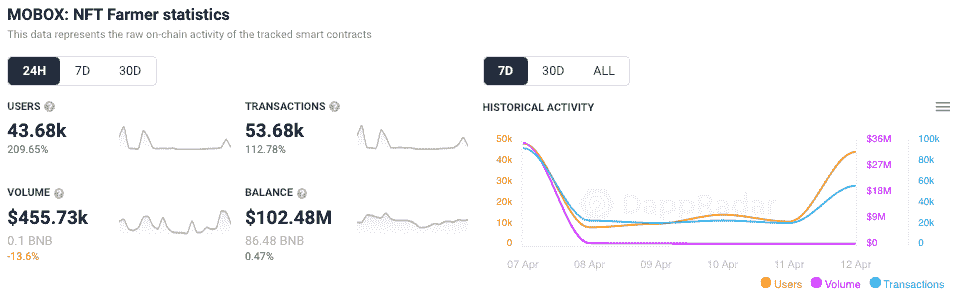 MOBOX: NFT Farmer statistics
This data represents the raw on-chain activity of the tracked smart contracts
24H 7D 30D
7D 30D ALL
USERS ?
43.68k
209.65%
TRANSACTIONS ?
53.68k
112.78%
VOLUME ?
$455.73k
0.1 BNB
-13.6%
BALANCE ?
$102.48M
86.48 BNB
0.47%
HISTORICAL ACTIVITY
50k $36M 100k
40k $27M 80k
30k $18M 60k
20k $9M 40k
10k $0 20k
0 0
DappRadar
07 Apr 08 Apr 09 Apr 10 Apr 11 Apr 12 Apr
Users Volume Transactions